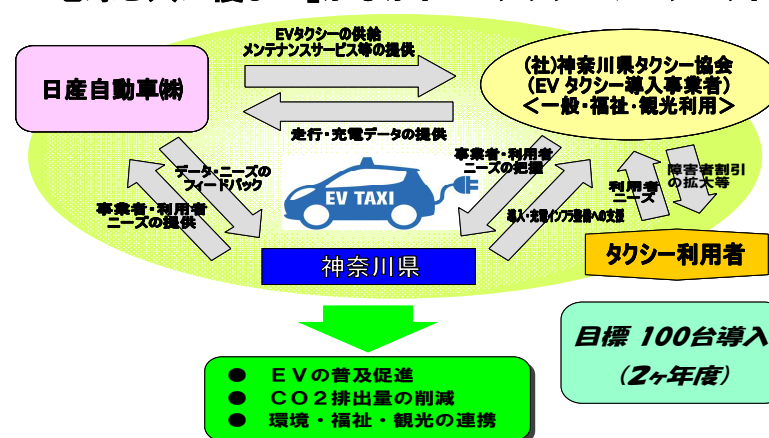 EVタクシーの供給
メンテナンスサービス等の提供
日産自動車㈱
(社)神奈川県タクシー協会
(EV タクシー導入事業者)
＜一般・福祉・観光利用＞
走行・充電データの提供
データ・ニーズの
フィードバック
事業者・利用者
ニーズの把握
障害者割引
の拡大等
利用者
ニーズ
EV TAXI
事業者・利用者
ニーズの提供
導入・充電インフラ整備への支援
神奈川県
タクシー利用者
目標 100台導入
(2ヶ年度)
● ＥＶの普及促進
● ＣＯ２排出量の削減
● 環境・福祉・観光の連携